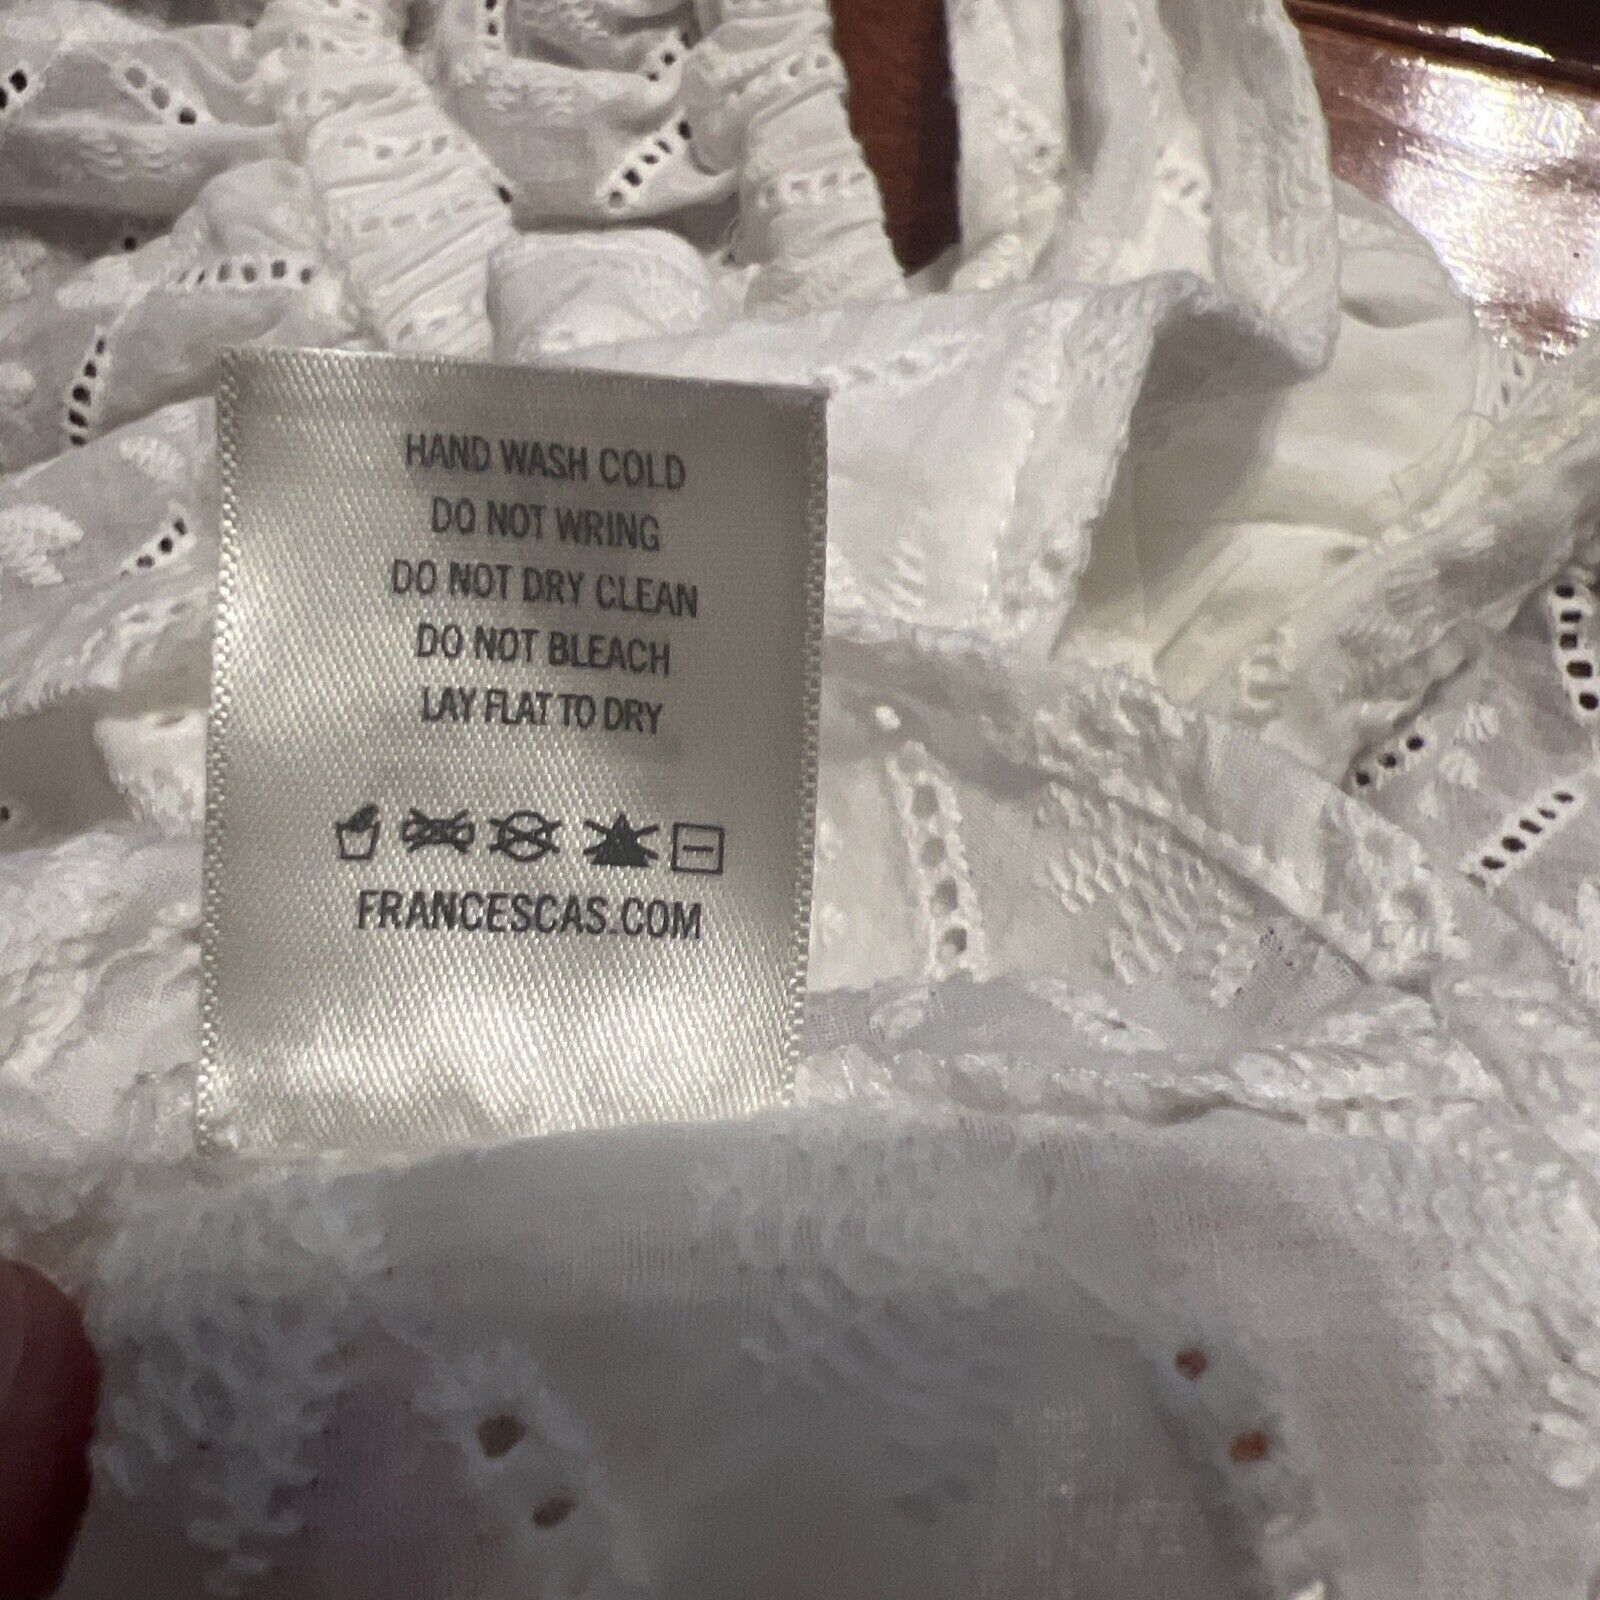 HAND WASH COLD
DO NOT WRING
DO NOT DRY CLEAN
DO NOT BLEACH
LAY FLAT TO DRY
FRANCESCAS.COM